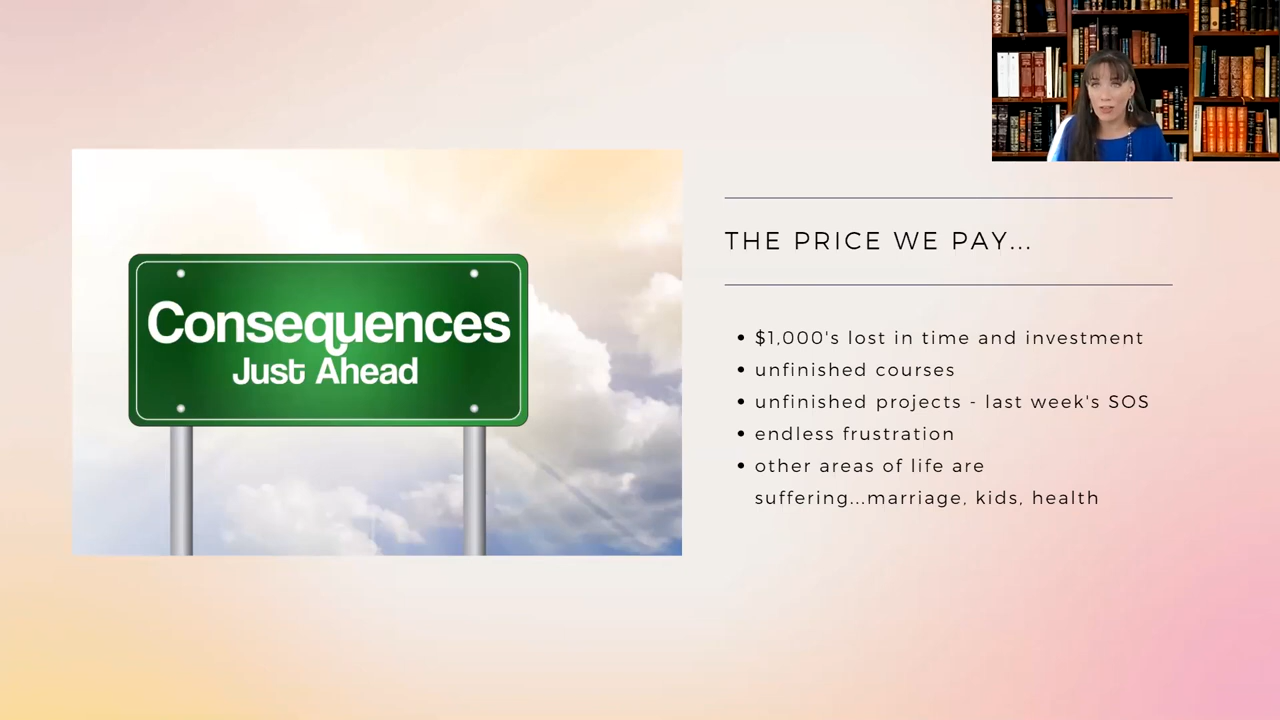 Consequences
Just Ahead
THE PRICE WE PAY...
• $1,000's lost in time and investment
• unfinished courses
• unfinished projects - last week's SOS
• endless frustration
• other areas of life are
suffering...marriage, kids, health